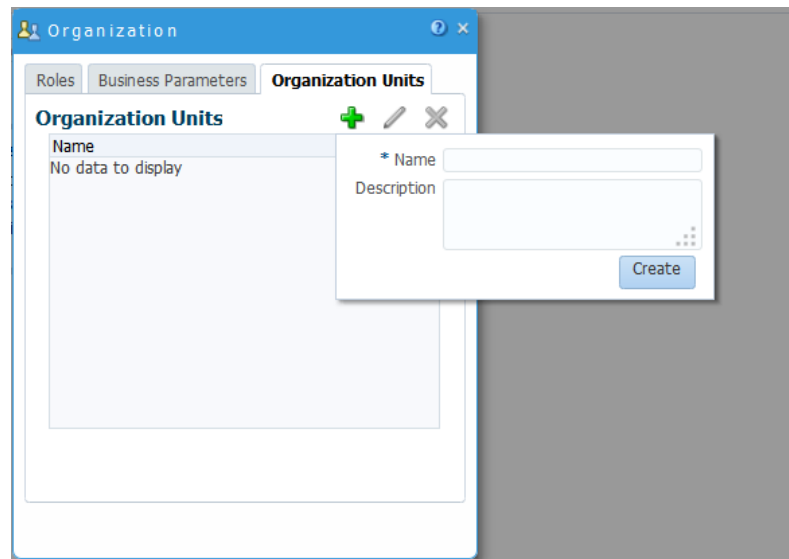 Organization
Roles Business Parameters Organization Units
Organization Units
Name
No data to display
* Name
Description
Create